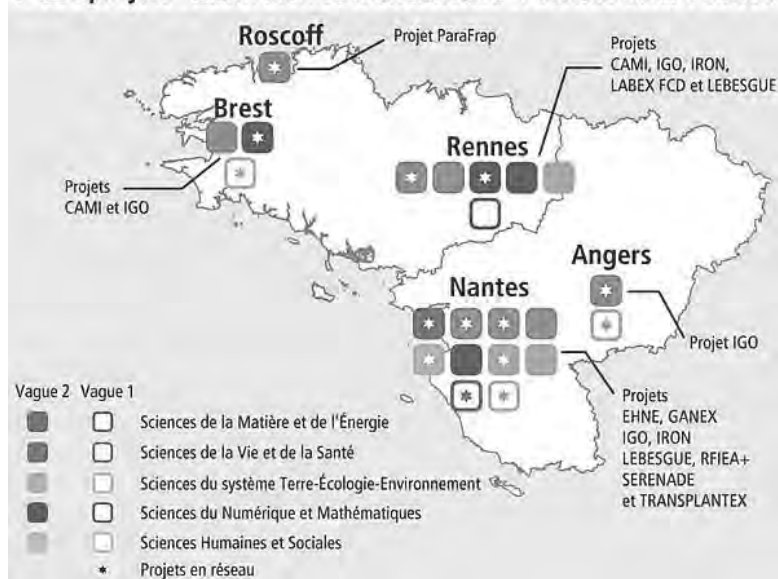 Roscoff
Projet ParaFrap
Projets
CAMI, IGO, IRON,
LABEX FCD et LEBESGUE
Brest
Rennes
Projets
CAMI et IGO
Angers
Nantes
Projet IGO
Vague 2 Vague 1
Sciences de la Matière et de l'Énergie
Sciences de la Vie et de la Santé
Sciences du système Terre-Écologie-Environnement
Sciences du Numérique et Mathématiques
Sciences Humaines et Sociales
Projets en réseau
Projets
EHNE, GANEX
IGO, IRON
LEBESGUE, RFIEA+
SERENADE
et TRANSPLANTEX